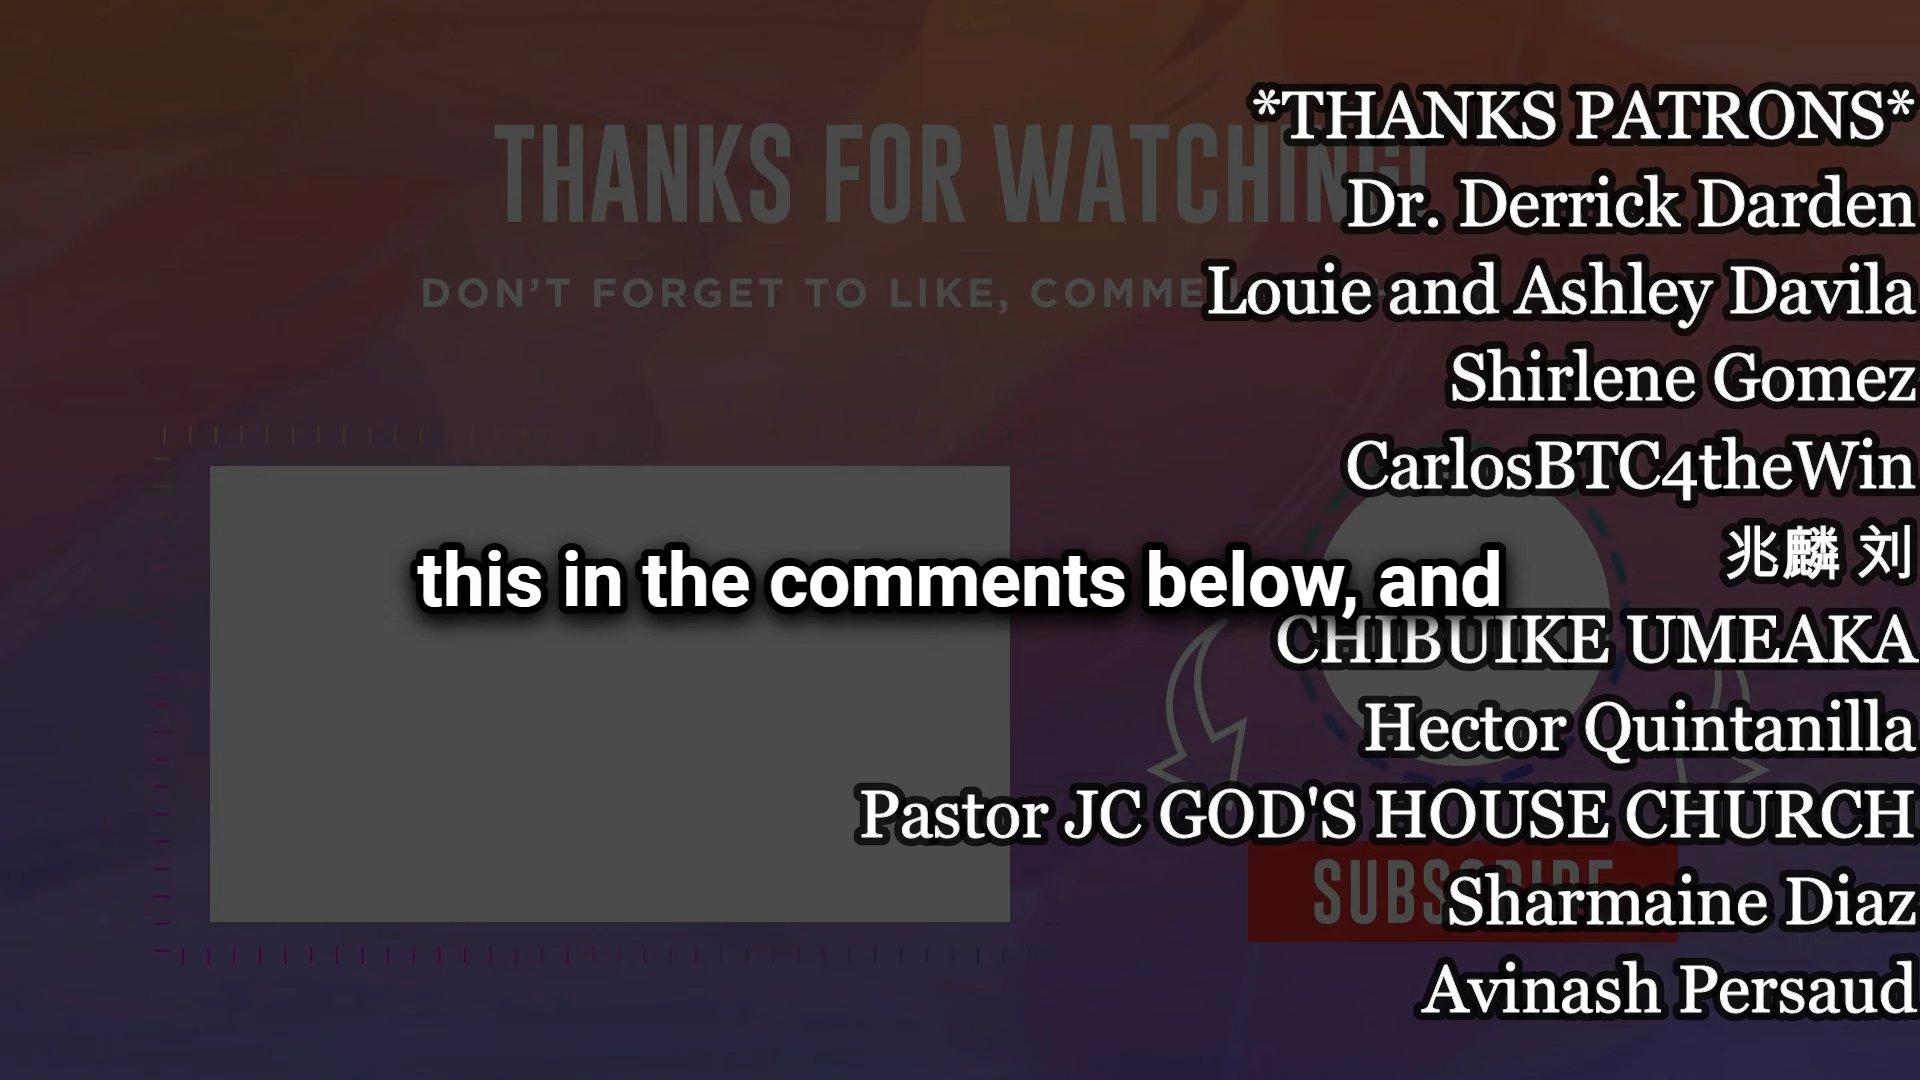 *THANKS PATRONS*
THANKS FOR WATCHING!
Dr. Derrick Darden
DON'T FORGET TO LIKE,
Louie and Ashley Davila
Shirlene Gomez
CarlosBTC4theWin
兆麟 刘
this in the comments below, and
CHIBUIKE UMEAKA
Hector Quintanilla
Pastor JC GOD'S HOUSE CHURCH
SUBSCRIBE
Sharmaine Diaz
Avinash Persaud